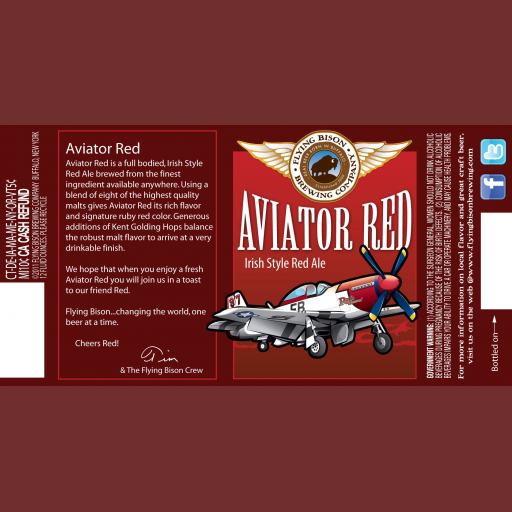 CT-DE-IA-MA-ME-NY-OR-VT5¢
MI10¢ CA CASH REFUND
©2011 FLYING BISON BREWING COMPANY BUFFALO, NEW YORK
12 FLUID OUNCES. PLEASE RECYCLE
Aviator Red
Aviator Red is a full bodied, Irish Style
Red Ale brewed from the finest
ingredient available anywhere. Using a
blend of eight of the highest quality
malts gives Aviator Red its rich flavor
and signature ruby red color. Generous
additions of Kent Golding Hops balance
the robust malt flavor to arrive at a very
drinkable finish.
We hope that when you enjoy a fresh
Aviator Red you will join us in a toast
to our friend Red.
Flying Bison...changing the world, one
beer at a time.
Cheers Red!
Tim
& The Flying Bison Crew
FLYING BISON
BREWING COMPANY
AVIATOR RED
Irish Style Red Ale
GOVERNMENT WARNING: (1) ACCORDING TO THE SURGEON GENERAL, WOMEN SHOULD NOT DRINK ALCOHOLIC
BEVERAGES DURING PREGNANCY BECAUSE OF THE RISK OF BIRTH DEFECTS. (2) CONSUMPTION OF ALCOHOLIC
BEVERAGES IMPAIRS YOUR ABILITY TO DRIVE A CAR OR OPERATE MACHINERY, AND MAY CAUSE HEALTH PROBLEMS.
For more information on local flavor and great craft beer.
visit us on the web @www.flyingbisonbrewing.com
Bottled on